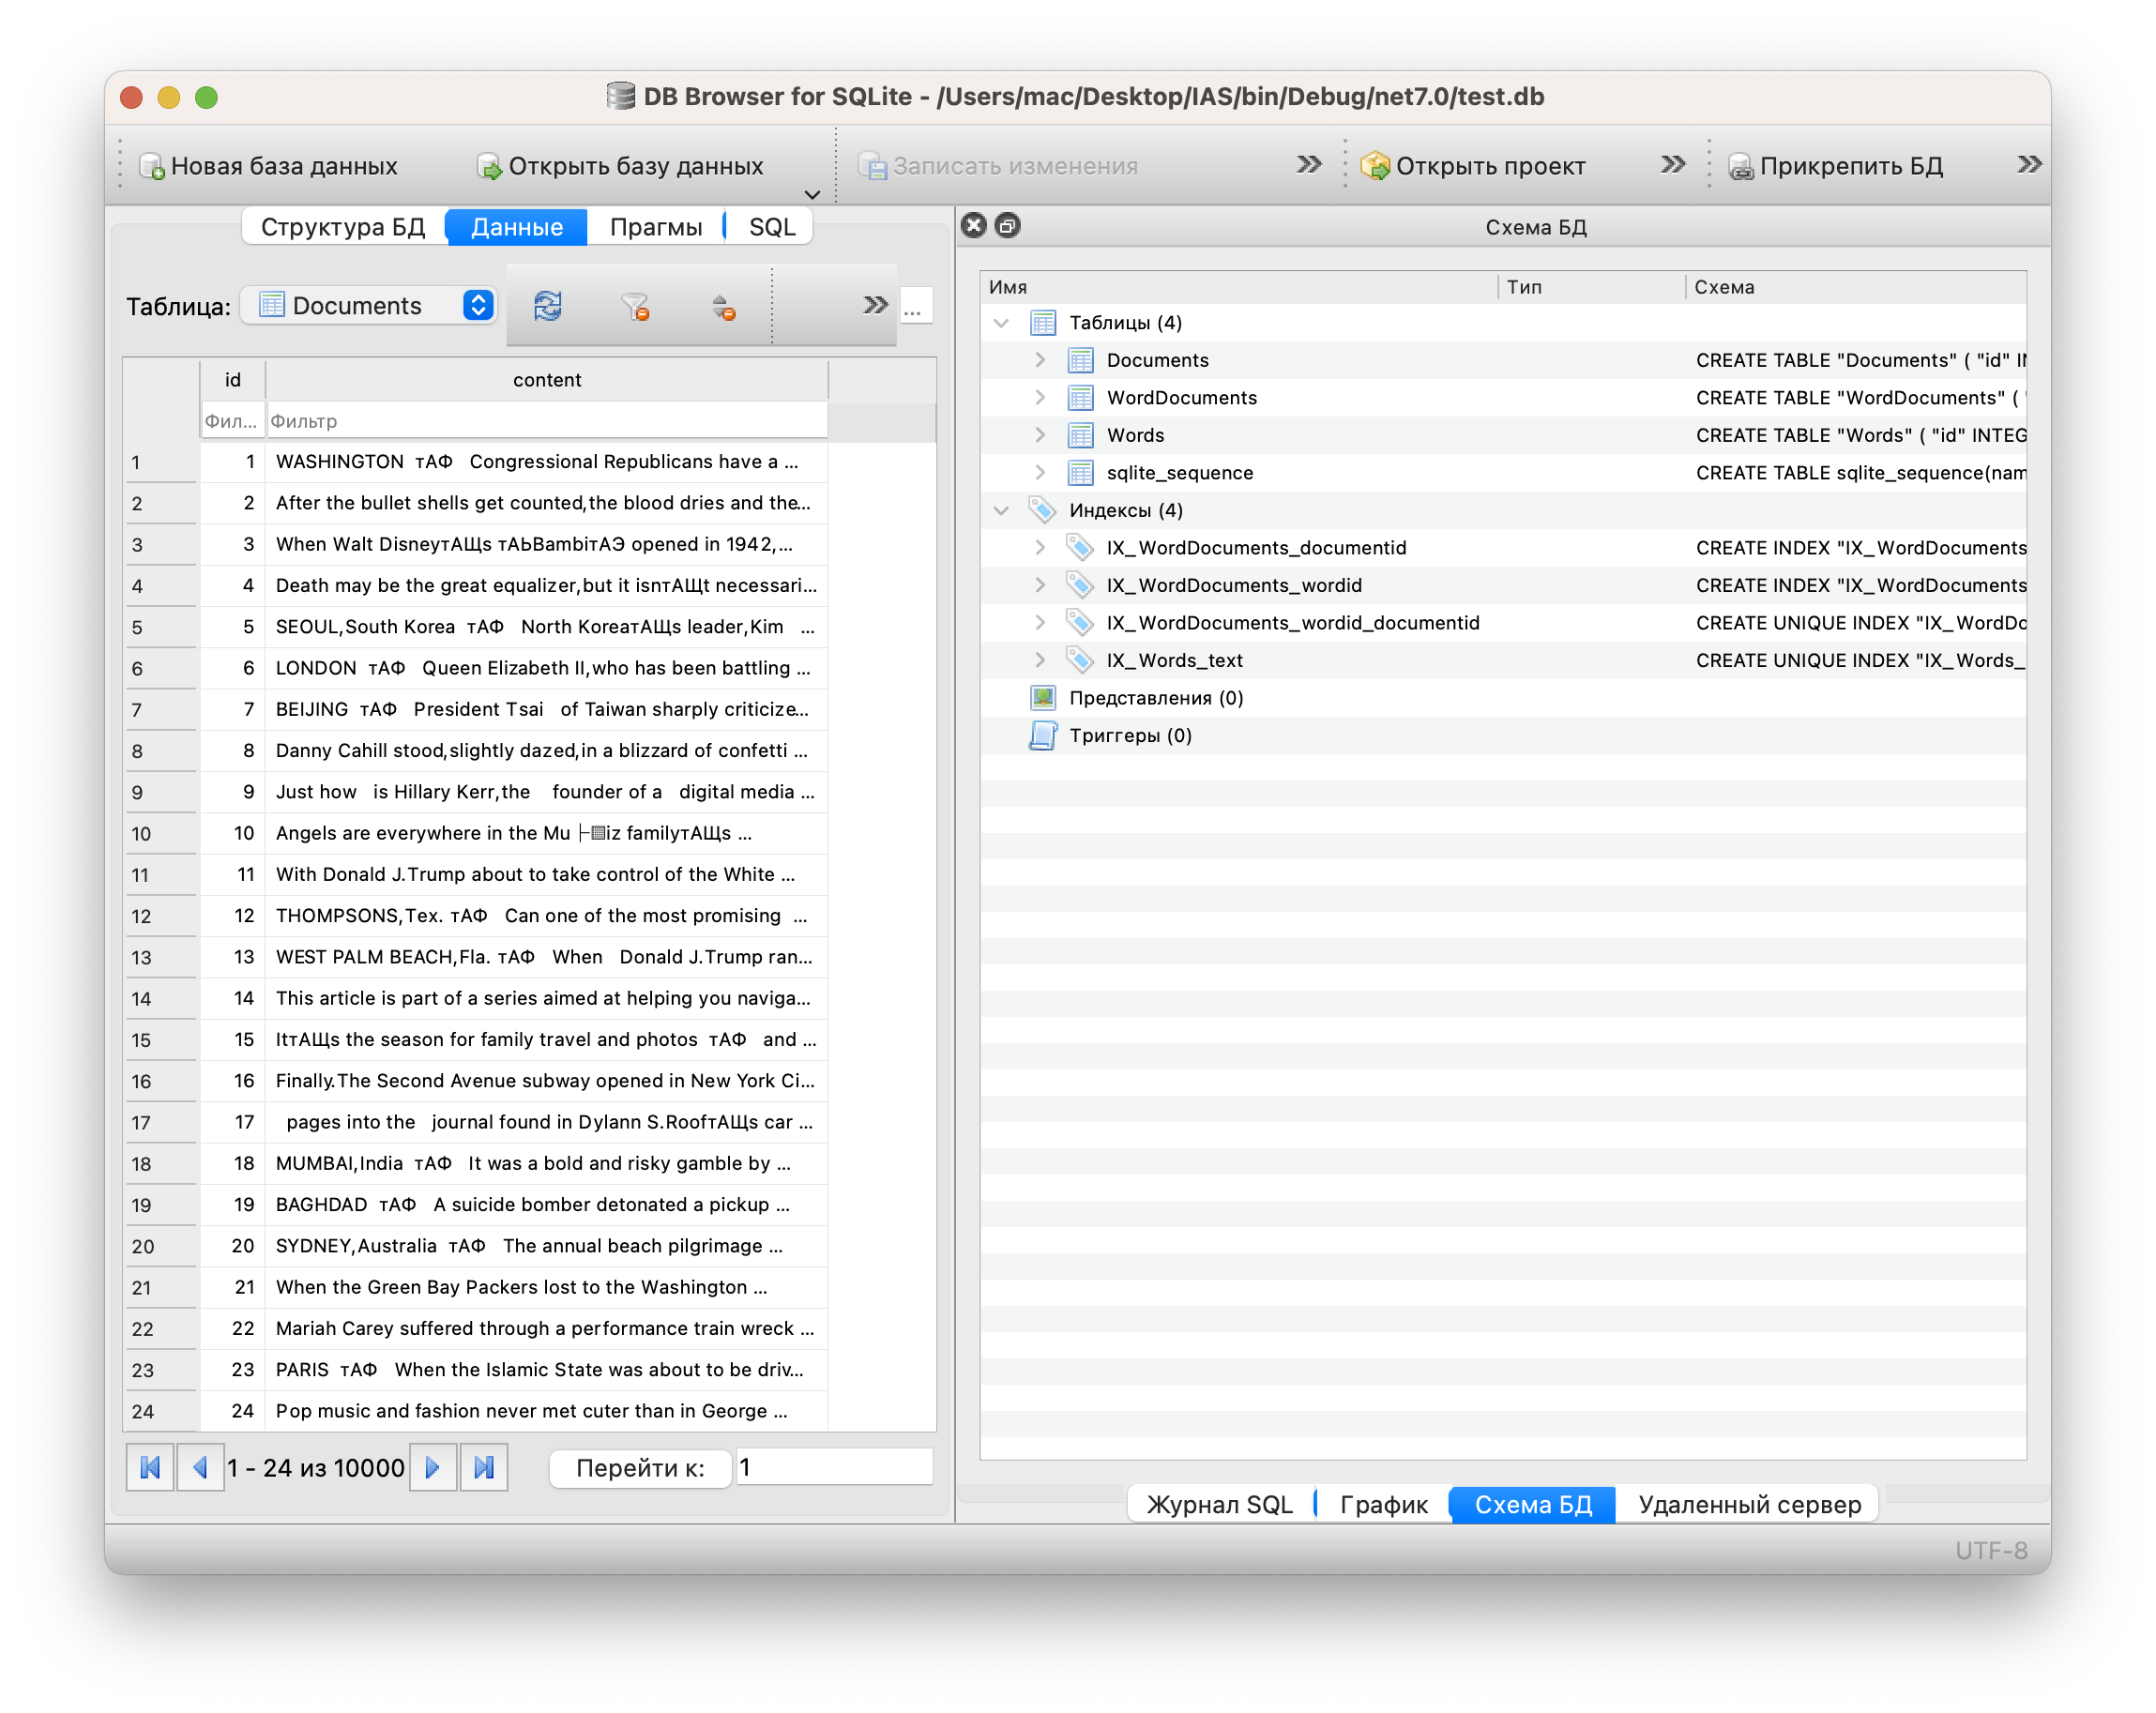 DB Browser for SQLite - /Users/mac/Desktop/IAS/bin/Debug/net7.0/test.db
Новая база данных
Открыть базу данных
Записать изменения
Открыть проект
Прикрепить БД
Структура БД
Данные
Прагмы
SQL
Таблица:
Documents
...
id content
Фил... Фильтр
1 1 WASHINGTON тАФ Congressional Republicans have a ...
2 2 After the bullet shells get counted,the blood dries and the...
3 3 When Walt DisneyтАЩs тАЬBambiтАЭ opened in 1942,...
4 4 Death may be the great equalizer,but it isnтАЩt necessari...
5 5 SEOUL,South Korea тАФ North KoreaтАЩs leader,Kim ...
6 6 LONDON тАФ Queen Elizabeth II,who has been battling ...
7 7 BEIJING тАФ President Tsai of Taiwan sharply criticize...
8 8 Danny Cahill stood,slightly dazed,in a blizzard of confetti ...
9 9 Just how is Hillary Kerr,the founder of a digital media ...
10 10 Angels are everywhere in the Mu ├▒iz familyтАЩs ...
11 11 With Donald J.Trump about to take control of the White ...
12 12 THOMPSONS,Tex. тАФ Can one of the most promising ...
13 13 WEST PALM BEACH,Fla. тАФ When Donald J.Trump ran...
14 14 This article is part of a series aimed at helping you naviga...
15 15 ItтАЩs the season for family travel and photos тАФ and ...
16 16 Finally.The Second Avenue subway opened in New York Ci...
17 17 pages into the journal found in Dylann S.RoofтАЩs car ...
18 18 MUMBAI,India тАФ It was a bold and risky gamble by ...
19 19 BAGHDAD тАФ A suicide bomber detonated a pickup ...
20 20 SYDNEY,Australia тАФ The annual beach pilgrimage ...
21 21 When the Green Bay Packers lost to the Washington ...
22 22 Mariah Carey suffered through a performance train wreck ...
23 23 PARIS тАФ When the Islamic State was about to be driv...
24 24 Pop music and fashion never met cuter than in George ...
1 - 24 из 10000
Перейти к:
1
Схема БД
Имя Тип Схема
Таблицы (4)
Documents CREATE TABLE "Documents" ( "id" IN
WordDocuments CREATE TABLE "WordDocuments" ( "
Words CREATE TABLE "Words" ( "id" INTEG
sqlite_sequence CREATE TABLE sqlite_sequence(nam
Индексы (4)
IX_WordDocuments_documentid CREATE INDEX "IX_WordDocuments
IX_WordDocuments_wordid CREATE INDEX "IX_WordDocuments
IX_WordDocuments_wordid_documentid CREATE UNIQUE INDEX "IX_WordDo
IX_Words_text CREATE UNIQUE INDEX "IX_Words_
Представления (0)
Триггеры (0)
Журнал SQL
График
Схема БД
Удаленный сервер
UTF-8